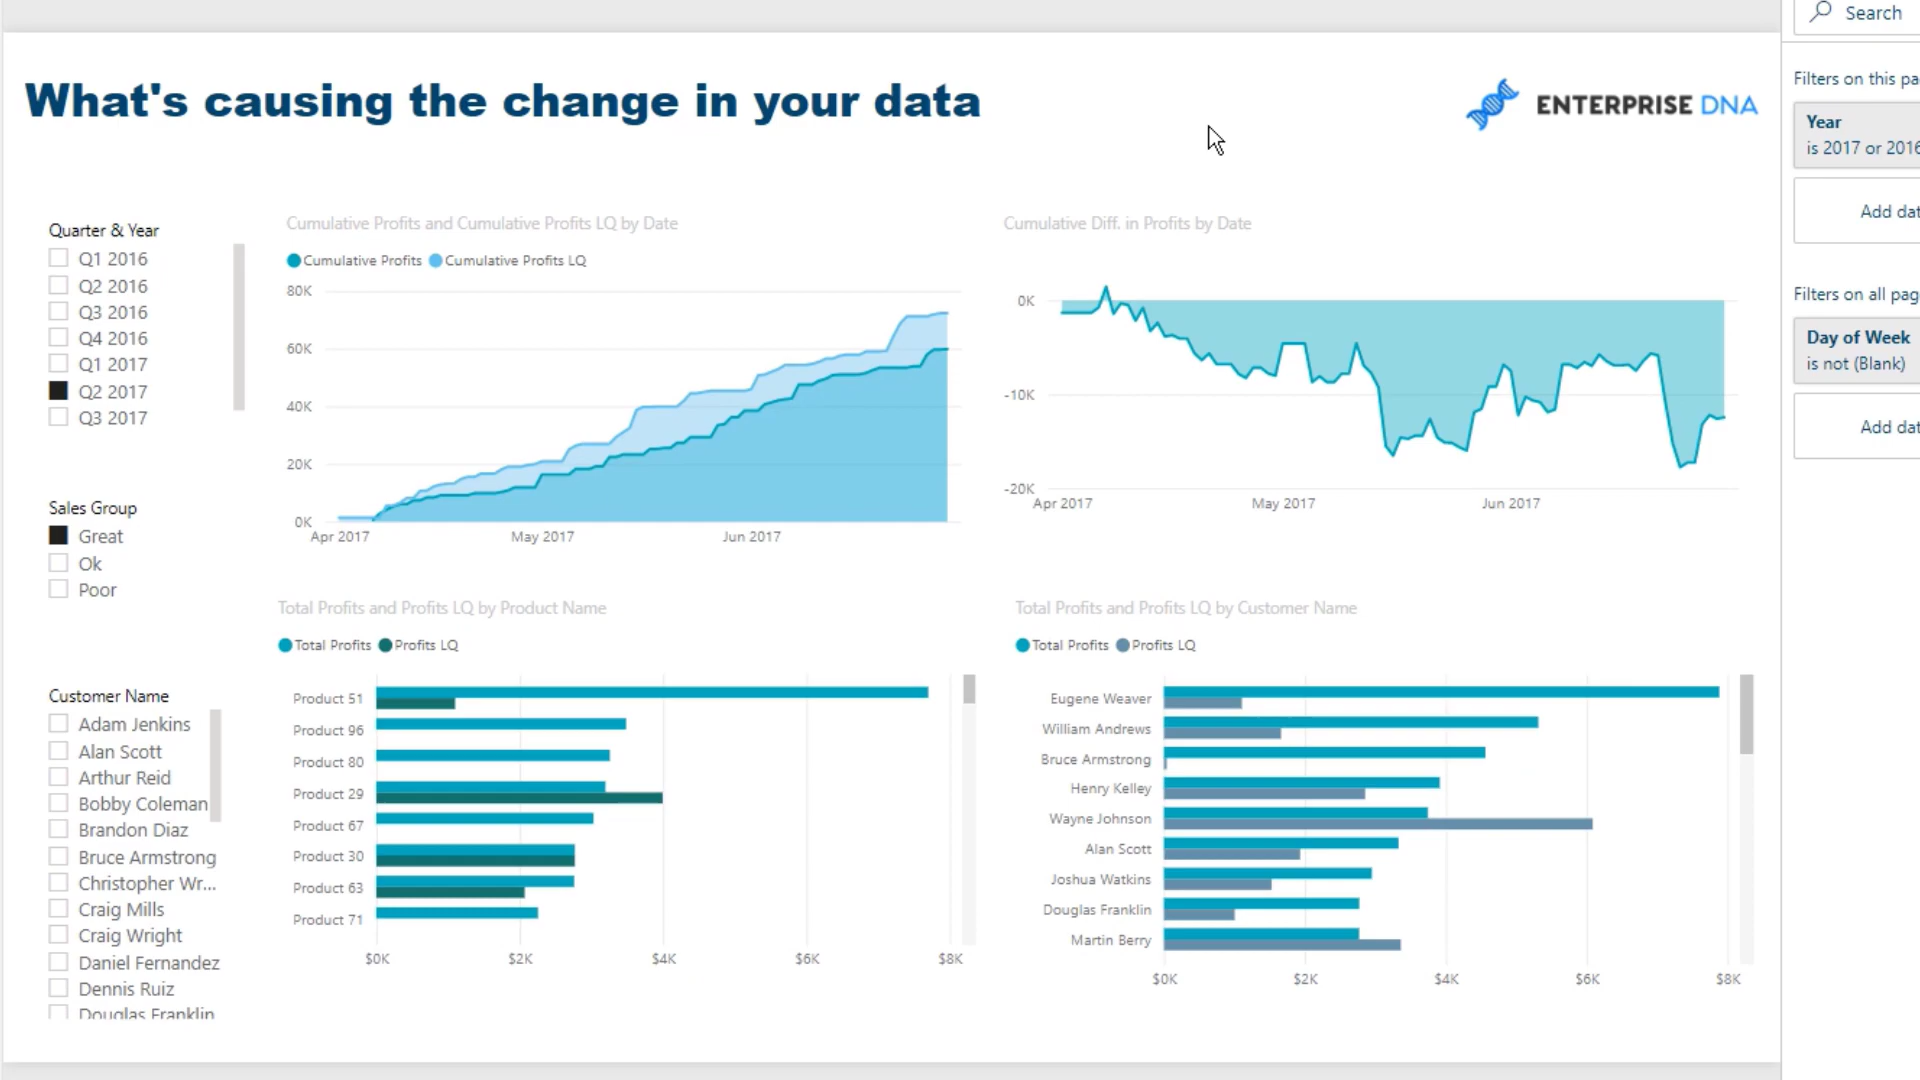 Search
What's causing the change in your data
ENTERPRISE DNA
Filters on this pa
Year
is 2017 or 2016
Add dat
Filters on all pag
Day of Week
is not (Blank)
Add dat
Quarter & Year
Q1 2016
Q2 2016
Q3 2016
Q4 2016
Q1 2017
Q2 2017
Q3 2017
Sales Group
Great
Ok
Poor
Customer Name
Adam Jenkins
Alan Scott
Arthur Reid
Bobby Coleman
Brandon Diaz
Bruce Armstrong
Christopher Wr...
Craig Mills
Craig Wright
Daniel Fernandez
Dennis Ruiz
Douglas Franklin
Cumulative Profits and Cumulative Profits LQ by Date
Cumulative Profits Cumulative Profits LQ
80K
60K
40K
20K
0K
Apr 2017 May 2017 Jun 2017
Cumulative Diff. in Profits by Date
0K
-10K
-20K
Apr 2017 May 2017 Jun 2017
Total Profits and Profits LQ by Product Name
Total Profits Profits LQ
Product 51
Product 96
Product 80
Product 29
Product 67
Product 30
Product 63
Product 71
$0K $2K $4K $6K $8K
Total Profits and Profits LQ by Customer Name
Total Profits Profits LQ
Eugene Weaver
William Andrews
Bruce Armstrong
Henry Kelley
Wayne Johnson
Alan Scott
Joshua Watkins
Douglas Franklin
Martin Berry
$0K $2K $4K $6K $8K